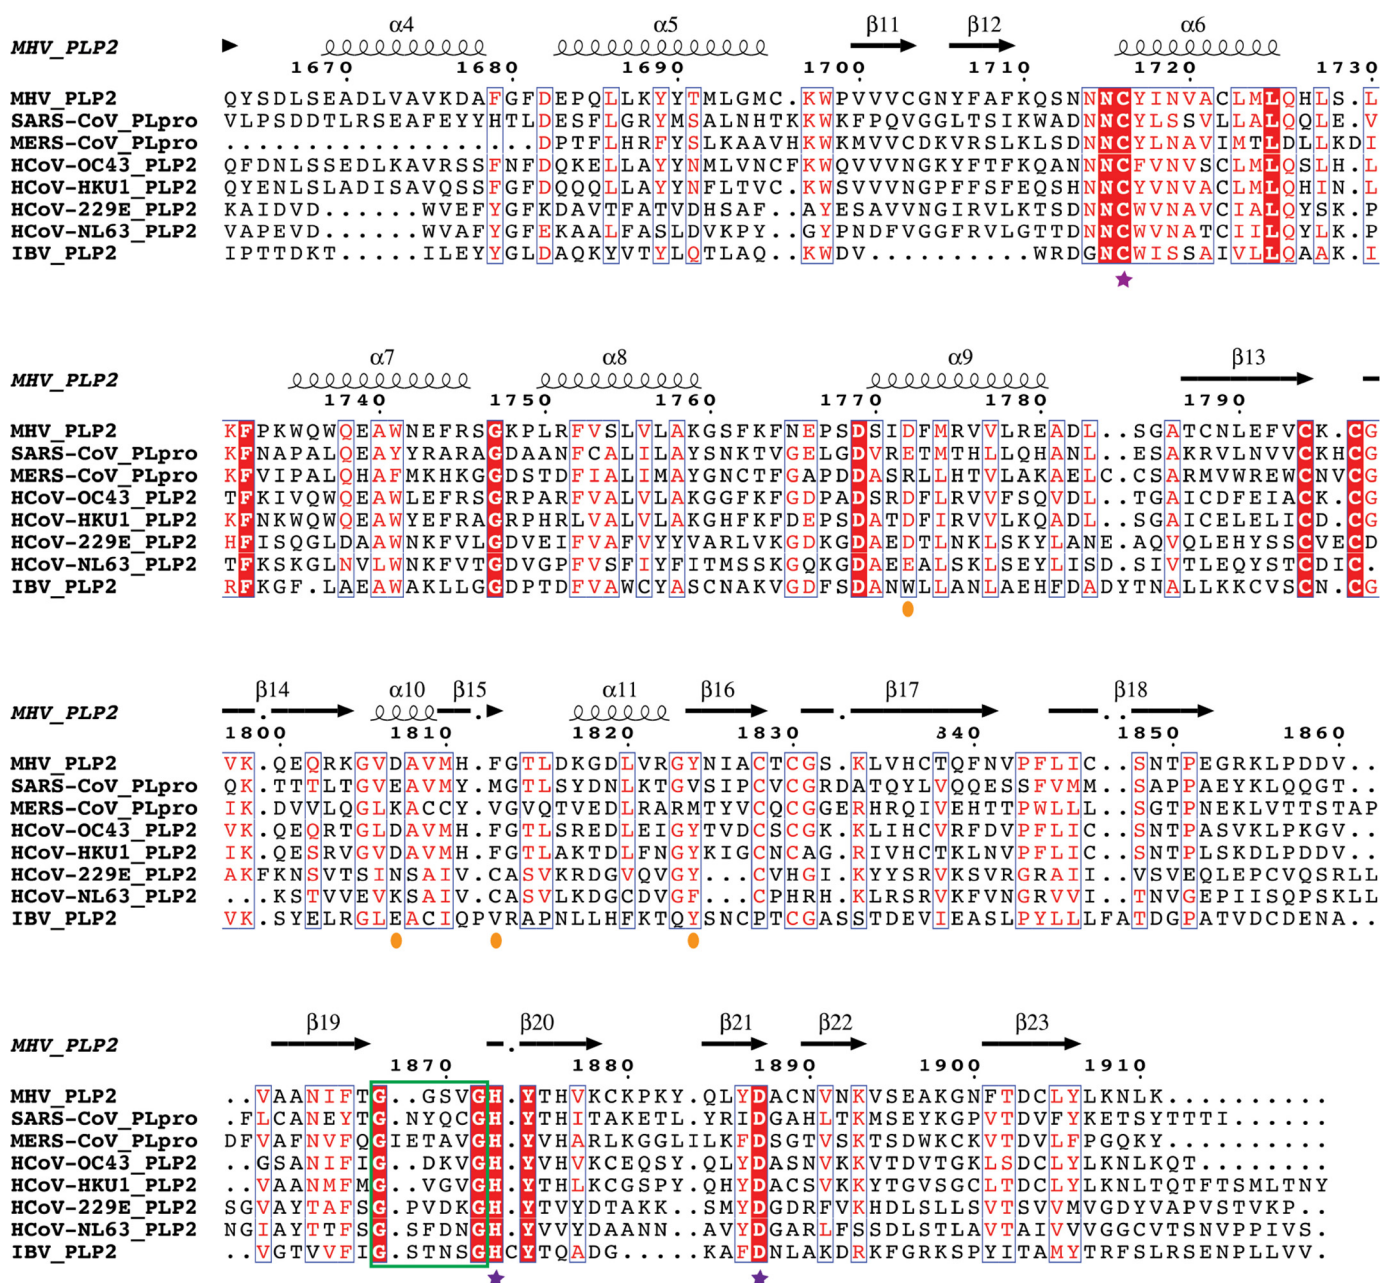 α4 α5 β11 β12 α6
MHV_PLP2
1670 1680 1690 1700 1710 1720 1730
MHV_PLP2 QYSDLSEADLVAVKDAFGFDEPQLLKYYTMLGMC.KWPVVVCGNYFAFKQSNNNCYINVACLMLQHLS.L
SARS-CoV_PLpro VLPSDDTLRSEAFEYYHTLDESFLGRYMSALNHTKKWKFPQVGGLTSIKWADNNCYLSSVLLALQQLE.V
MERS-CoV_PLpro ...................DPTFLHRFYSLKAAVHKWKMVVCDKVRSLKLSDNNCYLNAVIMTLDLLKDI
HCoV-OC43_PLP2 QFDNLSSEDLKAVRSSFNFDQKELLAYYNMLVNCFKWQVVVNGKYFTFKQANNNCFVNVSCLMLQSLH.L
HCoV-HKU1_PLP2 QYENLSLADISAVQSSFGFDQQQLLAYYNFLTVC.KWSVVVNGPFFSFEQSHNNCYVNVACLMLQHIN.L
HCoV-229E_PLP2 KAIDVD......WVEFYGFKDAVTFATVDHSAF..AYESAVVNGIRVLKTSDNNCWVNAVCIALQYSK.P
HCoV-NL63_PLP2 VAPEVD......WVAFYGFEKAALFASLDVKPY..GYPNDFVGGFRVLGTTDNNCWVNATCIILQYLK.P
IBV_PLP2 IPTTDKT.....ILEYYGLDAQKYVTYLQTLAQ..KWDV..........WRDGNCWISSAIVLLQAAK.I
α7 α8 α9 β13
MHV_PLP2
1740 1750 1760 1770 1780 1790
MHV_PLP2 KFPKWQWQEAWNEFRSGKPLRFVSLVLAKGSFKFNEPSDSIDFMRVVLREADL..SGATCNLEFVCK.CG
SARS-CoV_PLpro KFNAPALQEAYYRARAGDAANFCALILAYSNKTVGELGDVRETMTHLLQHANL..ESAKRVLNVVCKHCG
MERS-CoV_PLpro KFVIPALQHAFMKHKGGDSTDFIALIMAYGNCTFGAPDDASRLLHTVLAKAELC.CSARMVWREWCNVCG
HCoV-OC43_PLP2 TFKIVQWQEAWLEFRSGRPARFVALVLAKGGFKFGDPADSRDFLRVVFSQVDL..TGAICDFEIACK.CG
HCoV-HKU1_PLP2 KFNKWQWQEAWYEFRAGRPHRLVALVLAKGHFKFDEPSDATDFIRVVLKQADL..SGAICELELICD.CG
HCoV-229E_PLP2 HFISQGLDAAWNKFVLGDVEIFVAFVYYVARLVKGDKGDAEDTLNKLSKYLANE.AQVQLEHYSSCVECD
HCoV-NL63_PLP2 TFKSKGLNVLWNKFVTGDVGPFVSFIYFITMSSKGQKGDAEEALSKLSEYLISD.SIVTLEQYSTCDIC.
IBV_PLP2 RFKGF.LAEAWAKLLGGDPTDFVAWCYASCNAKVGDFSDANWLLANLAEHFDADYTNALLKKCVSCN.CG
β14 α10 β15 α11 β16 β17 β18
MHV_PLP2
1800 1810 1820 1830 340 1850 1860
MHV_PLP2 VK.QEQRKGVDAVMH.FGTLDKGDLVRGYNIACTCGS.KLVHCTQFNVPFLIC..SNTPEGRKLPDDV..
SARS-CoV_PLpro QK.TTTLTGVEAVMY.MGTLSYDNLKTGVSIPCVCGRDATQYLVQQESSFVMM..SAPPAEYKLQQGT..
MERS-CoV_PLpro IK.DVVLQGLKACCY.VGVQTVEDLRARMTYVCQCGGERHRQIVEHTTPWLLL..SGTPNEKLVTTSTAP
HCoV-OC43_PLP2 VK.QEQRTGLDAVMH.FGTLSREDLEIGYTVDCSCGK.KLIHCVRFDVPFLIC..SNTPASVKLPKGV..
HCoV-HKU1_PLP2 IK.QESRVGVDAVMH.FGTLAKTDLFNGYKIGCNCAG.RIVHCTKLNVPFLIC..SNTPLSKDLPDDV..
HCoV-229E_PLP2 AKFKNSVTSINSAIV.CASVKRDGVQVGY...CVHGI.KYYSRVKSVRGRAII..VSVEQLEPCVQSRLL
HCoV-NL63_PLP2 ..KSTVVEVKSAIV.CASVLKDGCDVGF...CPHRH.KLRSRVKFVNGRVVI..TNVGEPIISQPSKLL
IBV_PLP2 VK.SYELRGLEACIQPVRAPNLLHFKTQYSNCPTCGASSTDEVIEASLPYLLLFATDGPATVDCDENA..
β19 β20 β21 β22 β23
MHV_PLP2
1870 1880 1890 1900 1910
MHV_PLP2 ..VAANIFTG..GSVGH.YTHVKCKPKY.QLYDACNVNKVSEAKGNFTDCLYLKNLK..........
SARS-CoV_PLpro .FLCANEYTG.NYQCGH.YTHITAKETL.YRIDGAHLTKMSEYKGPVTDVFYKETSYTTTI......
MERS-CoV_PLpro DFVAFNVFQGIETAVGH.YVHARLKGGLILKFDSGTVSKTSDWKCKVTDVLFPGQKY..........
HCoV-OC43_PLP2 ..GSANIFIG..DKVGH.YVHVKCEQSY.QLYDASNVKKVTDVTGKLSDCLYLKNLKQT........
HCoV-HKU1_PLP2 ..VAANMFMG..VGVGH.YTHLKCGSPY.QHYDACSVKKYTGVSGCLTDCLYLKNLTQTFTSMLTNY
HCoV-229E_PLP2 SGVAYTAFSG.PVDKGH.YTVYDTAKK..SMYDGDRFVKHDLSLLSVTSVVMVGDYVAPVSTVKP..
HCoV-NL63_PLP2 NGIAYTTFSG.SFDNGH.YVVYDAANN..AVYDGARLFSSDLSTLAVTAIVVVGGCVTSNVPPIVS.
IBV_PLP2 ..VGTVVFIG.STNSGHCYTQADG.....KAFDNLAKDRKFGRKSPYITAMYTRFSLRSENPLLVV.